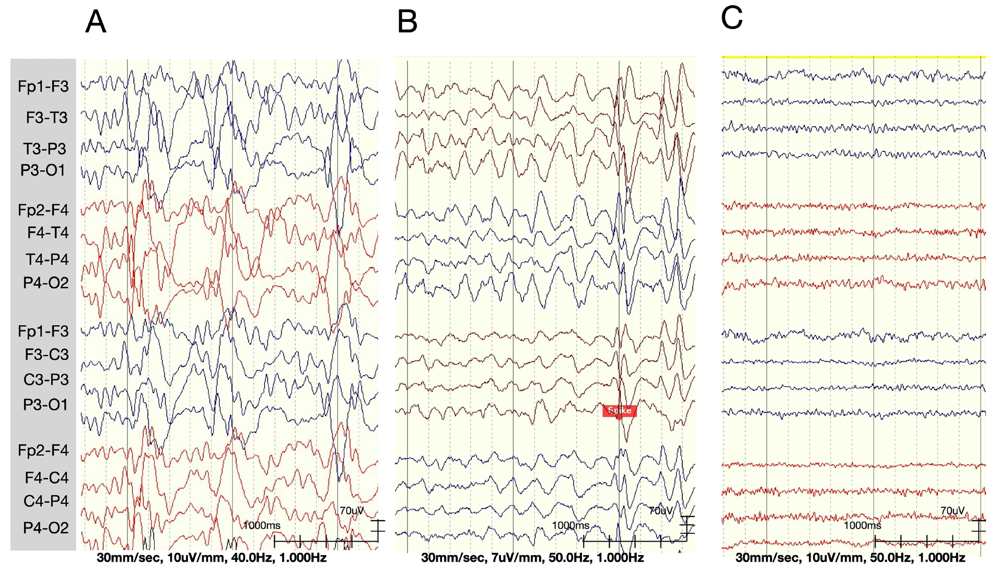 A
B
C
Fp1-F3
F3-T3
T3-P3
P3-O1
Fp2-F4
F4-T4
T4-P4
P4-O2
Fp1-F3
F3-C3
C3-P3
P3-O1
Fp2-F4
F4-C4
C4-P4
P4-O2
70uV
1000ms
30mm/sec, 10uV/mm, 40.0Hz, 1.000Hz
Spike
70uV
1000ms
30mm/sec, 7uV/mm, 50.0Hz, 1.000Hz
70uV
1000ms
30mm/sec, 10uV/mm, 50.0Hz, 1.000Hz